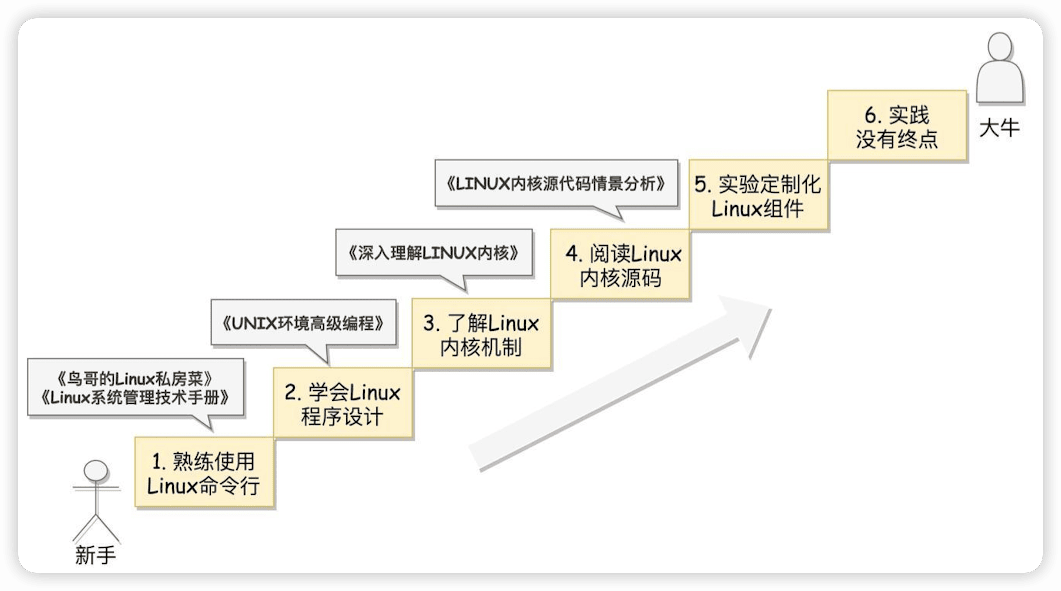 大牛
6. 实践
没有终点
《LINUX内核源代码情景分析》
5. 实验定制化
Linux组件
《深入理解LINUX内核》
4. 阅读Linux
内核源码
《UNIX环境高级编程》
3. 了解Linux
内核机制
《鸟哥的Linux私房菜》
《Linux系统管理技术手册》
2. 学会Linux
程序设计
1. 熟练使用
Linux命令行
新手